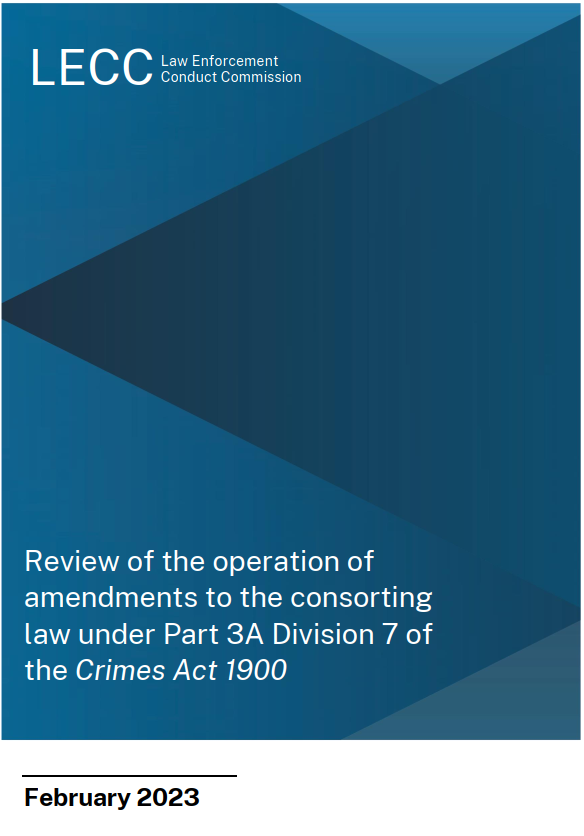 LECC
Law Enforcement
Conduct Commission
Review of the operation of
amendments to the consorting
law under Part 3A Division 7 of
the Crimes Act 1900
February 2023